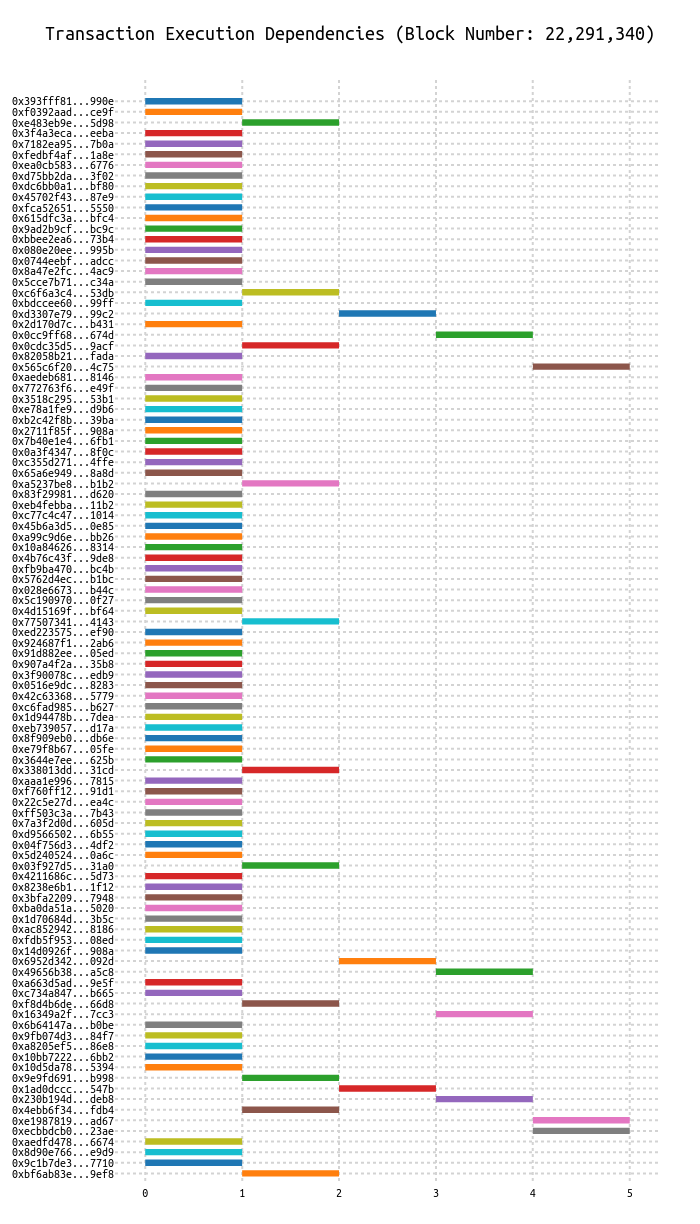 Transaction Execution Dependencies (Block Number: 22,291,340)
0x393fff81...990e
0xf0392aad...ce9f
0xe483eb9e...5d98
0x3f4a3eca...eeba
0x7182ea95...7b0a
0xfedbf4af...1a8e
0xea0cb583...6776
0xd75bb2da...3f02
0xdc6bb0a1...bf80
0x45702f43...87e9
0xfca52651...5550
0x615dfc3a...bfc4
0x9ad2b9cf...bc9c
0xbbee2ea6...73b4
0x080e20ee...995b
0x0744eebf...adcc
0x8a47e2fc...4ac9
0x5cce7b71...c34a
0xc6f6a3c4...53db
0xbdccee60...99ff
0xd3307e79...99c2
0x2d170d7c...b431
0x0cc9ff68...674d
0x0cdc35d5...9acf
0x82058b21...fada
0x565c6f20...4c75
0xaedeb681...8146
0x772763f6...e49f
0x3518c295...53b1
0xe78a1fe9...d9b6
0xb2c42f8b...39ba
0x2711f85f...908a
0x7b40e1e4...6fb1
0x0a3f4347...8f0c
0xc355d271...4ffe
0x65a6e949...8a8d
0xa5237be8...b1b2
0x83f29981...d620
0xeb4febba...11b2
0xc77c4c47...1014
0x45b6a3d5...0e85
0xa99c9d6e...bb26
0x10a84626...8314
0x4b76c43f...9de8
0xfb9ba470...bc4b
0x5762d4ec...b1bc
0x028e6673...b44c
0x5c190970...0f27
0x4d15169f...bf64
0x77507341...4143
0xed223575...ef90
0x924687f1...2ab6
0x91d882ee...05ed
0x907a4f2a...35b8
0x3f90078c...edb9
0x0516e9dc...8283
0x42c63368...5779
0xc6fad985...b627
0x1d94478b...7dea
0xeb739057...d17a
0x8f909eb0...db6e
0xe79f8b67...05fe
0x3644e7ee...625b
0x338013dd...31cd
0xaaa1e996...7815
0xf760ff12...91d1
0x22c5e27d...ea4c
0xff503c3a...7b43
0x7a3f2d0d...605d
0xd9566502...6b55
0x04f756d3...4df2
0x5d240524...0a6c
0x03f927d5...31a0
0x4211686c...5d73
0x8238e6b1...1f12
0x3bfa2209...7948
0xba0da51a...5020
0x1d70684d...3b5c
0xac852942...8186
0xfdb5f953...08ed
0x14d0926f...908a
0x6952d342...092d
0x49656b38...a5c8
0xa663d5ad...9e5f
0xc734a847...b665
0xf8d4b6de...66d8
0x16349a2f...7cc3
0x6b64147a...b0be
0x9fb074d3...84f7
0xa8205ef5...86e8
0x10bb7222...6bb2
0x10d5da78...5394
0x9e9fd691...b998
0x1ad0dccc...547b
0x230b194d...deb8
0x4ebb6f34...fdb4
0xe1987819...ad67
0xecbbdcb0...23ae
0xaedfd478...6674
0x8d90e766...e9d9
0x9c1b7de3...7710
0xbf6ab83e...9ef8
0 1 2 3 4 5